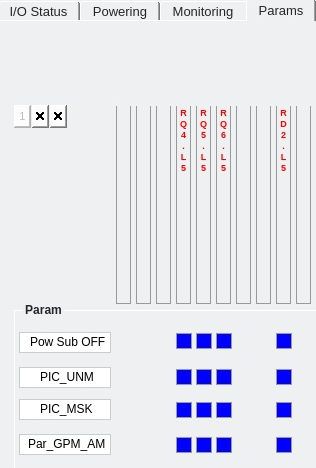 I/O Status Powering Monitoring Params
1
RQ4.L5 RQ5.L5 RQ6.L5 RD2.L5
Param
Pow Sub OFF
PIC_UNM
PIC_MSK
Par_GPM_AM